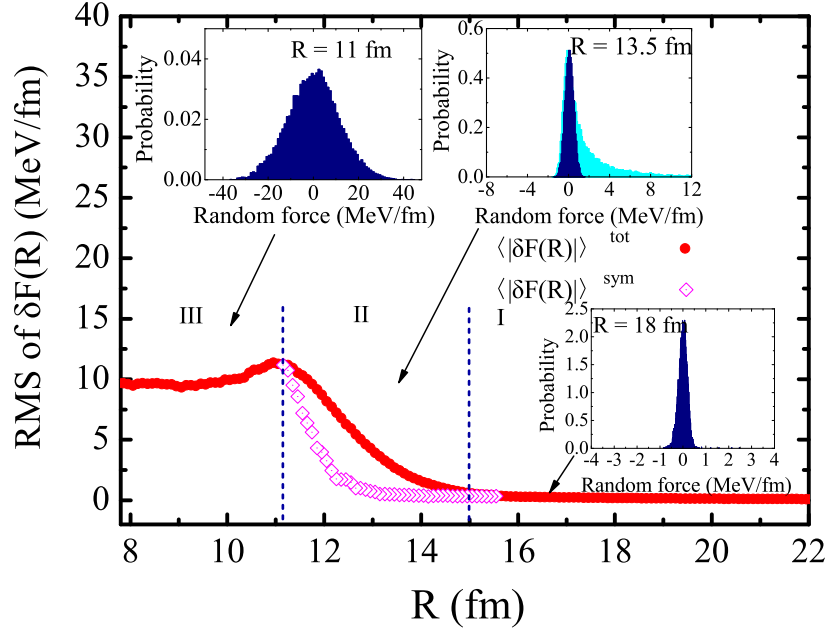 40
35
30
25
20
15
10
5
0
RMS of δF(R) (MeV/fm)
8 10 12 14 16 18 20 22
R (fm)
R = 11 fm
Probability
0.04
0.02
0.00
-40 -20 0 20 40
Random force (MeV/fm)
R = 13.5 fm
Probability
0.6
0.3
0.0
-8 -4 0 4 8 12
Random force (MeV/fm)
⟨|δF(R)|⟩ tot
⟨|δF(R)|⟩ sym
III
II
I
R = 18 fm
Probability
2.5
2.0
1.5
1.0
0.5
0.0
-4 -3 -2 -1 0 1 2 3 4
Random force (MeV/fm)